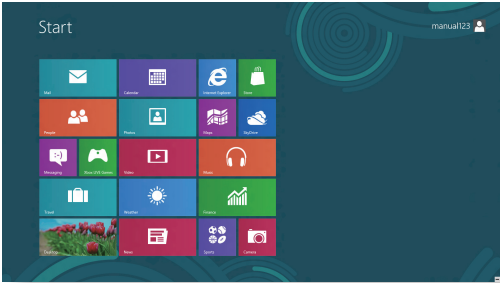 Start
manual123
Mail
Calendar
Internet Explorer
Store
People
Photos
Maps
SkyDrive
Messaging
Xbox LIVE Games
Video
Music
Travel
Weather
Finance
Desktop
News
Sports
Camera